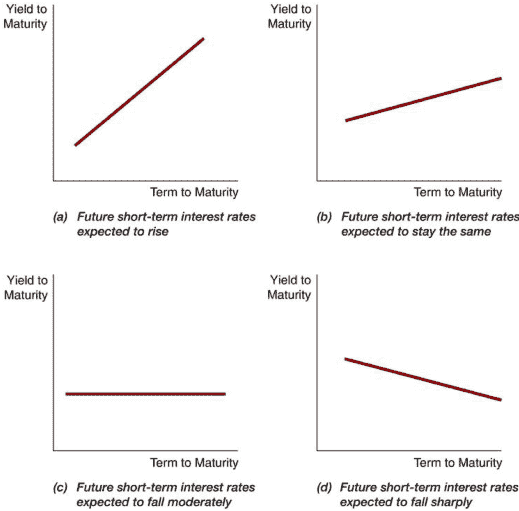 Yield to
Maturity
Term to Maturity
(a) Future short-term interest rates
expected to rise
Yield to
Maturity
Term to Maturity
(b) Future short-term interest rates
expected to stay the same
Yield to
Maturity
Term to Maturity
(c) Future short-term interest rates
expected to fall moderately
Yield to
Maturity
Term to Maturity
(d) Future short-term interest rates
expected to fall sharply